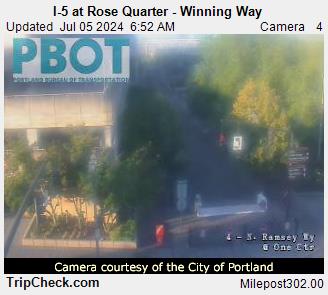 I-5 at Rose Quarter - Winning Way
Updated Jul 05 2024 6:52 AM Camera 4
PBOT
PORTLAND BUREAU OF TRANSPORTATION
4 - N. Ramsey Wy
@ One Ctr
Camera courtesy of the City of Portland
TripCheck.com Milepost302.00